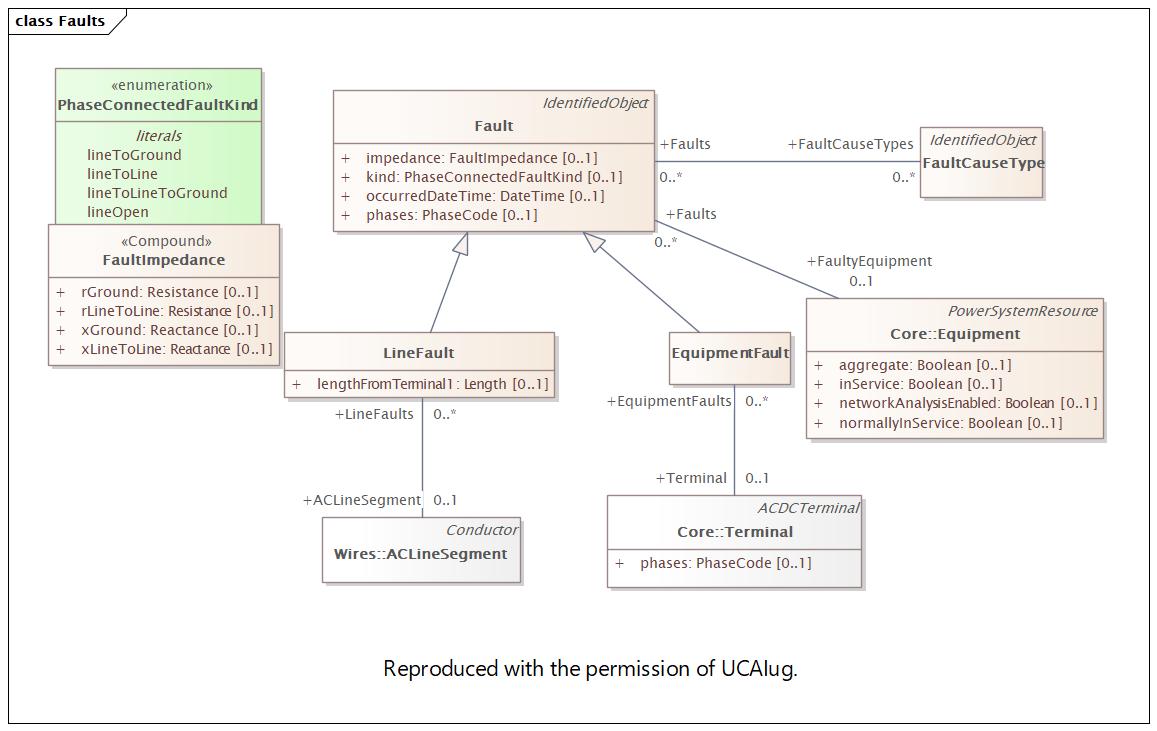 class Faults
«enumeration»
PhaseConnectedFaultKind
literals
lineToGround
lineToLine
lineToLineToGround
lineOpen
«Compound»
FaultImpedance
+ rGround: Resistance [0..1]
+ rLineToLine: Resistance [0..1]
+ xGround: Reactance [0..1]
+ xLineToLine: Reactance [0..1]
IdentifiedObject
Fault
+ impedance: FaultImpedance [0..1]
+ kind: PhaseConnectedFaultKind [0..1]
+ occurredDateTime: DateTime [0..1]
+ phases: PhaseCode [0..1]
+Faults
0..*
+FaultCauseTypes
0..*
IdentifiedObject
FaultCauseType
+Faults
0..*
+FaultyEquipment
0..1
PowerSystemResource
Core::Equipment
+ aggregate: Boolean [0..1]
+ inService: Boolean [0..1]
+ networkAnalysisEnabled: Boolean [0..1]
+ normallyInService: Boolean [0..1]
LineFault
+ lengthFromTerminal1: Length [0..1]
+LineFaults 0..*
+ACLineSegment 0..1
Conductor
Wires::ACLineSegment
EquipmentFault
+EquipmentFaults 0..*
+Terminal 0..1
ACDCTerminal
Core::Terminal
+ phases: PhaseCode [0..1]
Reproduced with the permission of UCAIug.